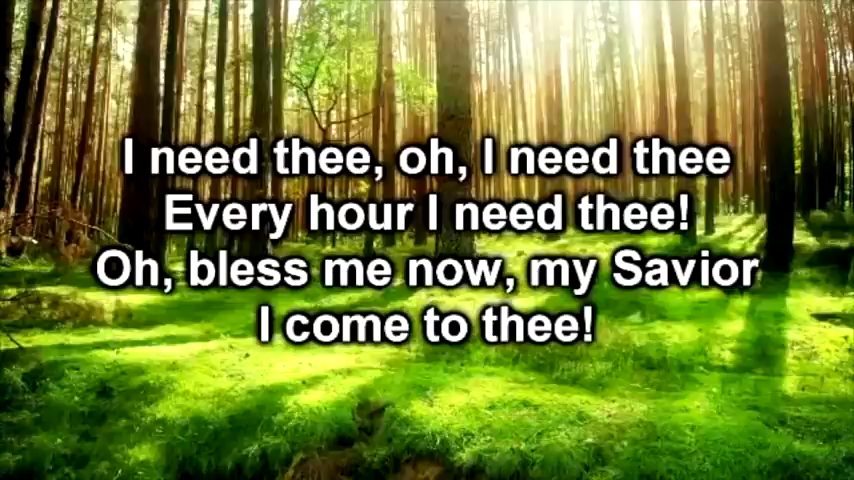 I need thee, oh, I need thee
Every hour I need thee!
Oh, bless me now, my Savior
I come to thee!